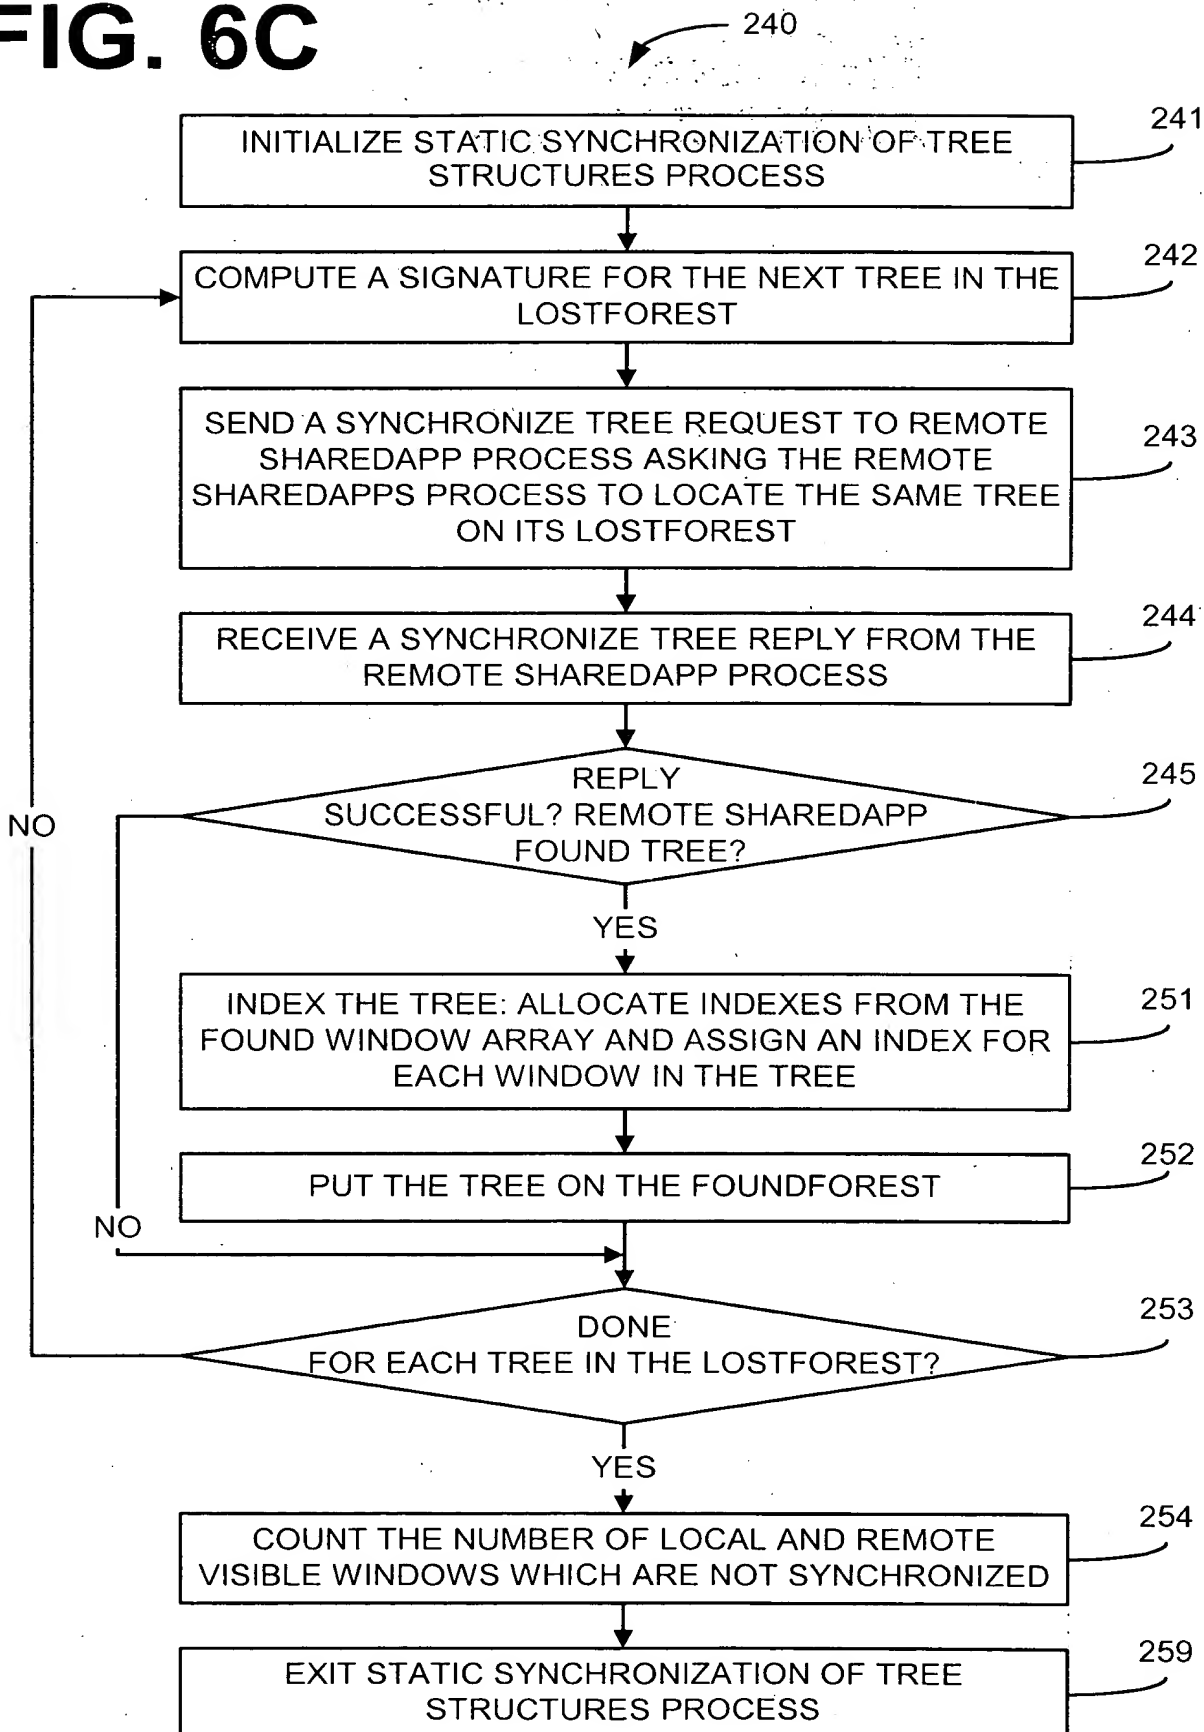 FIG. 6C
240
INITIALIZE STATIC SYNCHRONIZATION OF TREE
STRUCTURES PROCESS
241
COMPUTE A SIGNATURE FOR THE NEXT TREE IN THE
LOSTFOREST
242
SEND A SYNCHRONIZE TREE REQUEST TO REMOTE
SHAREDAPP PROCESS ASKING THE REMOTE
SHAREDAPPS PROCESS TO LOCATE THE SAME TREE
ON ITS LOSTFOREST
243
RECEIVE A SYNCHRONIZE TREE REPLY FROM THE
REMOTE SHAREDAPP PROCESS
244
REPLY
SUCCESSFUL? REMOTE SHAREDAPP
FOUND TREE?
245
NO
YES
INDEX THE TREE: ALLOCATE INDEXES FROM THE
FOUND WINDOW ARRAY AND ASSIGN AN INDEX FOR
EACH WINDOW IN THE TREE
251
PUT THE TREE ON THE FOUNDFOREST
252
NO
DONE
FOR EACH TREE IN THE LOSTFOREST?
253
YES
COUNT THE NUMBER OF LOCAL AND REMOTE
VISIBLE WINDOWS WHICH ARE NOT SYNCHRONIZED
254
EXIT STATIC SYNCHRONIZATION OF TREE
STRUCTURES PROCESS
259